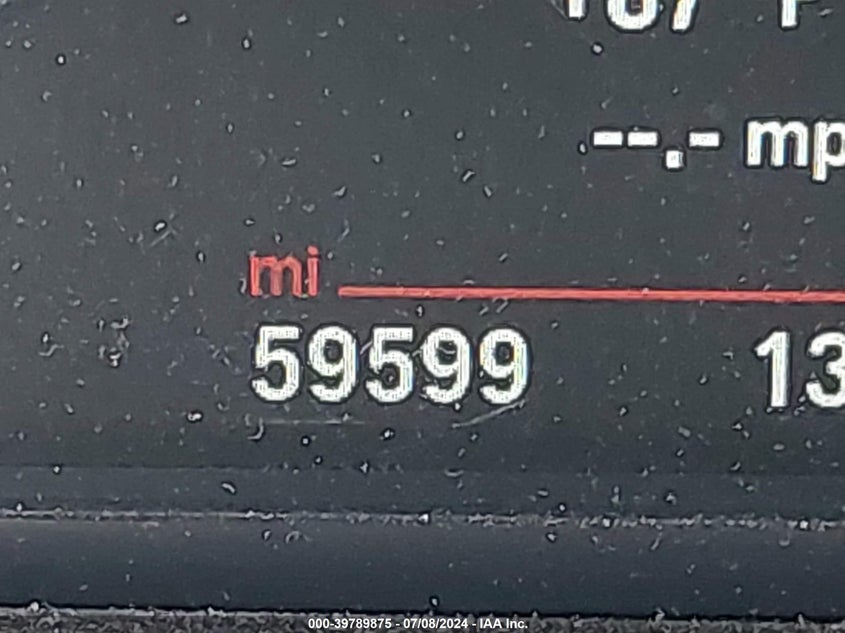 --.- mp
mi
59599 13
000-39789875 - 07/08/2024 - IAA Inc.